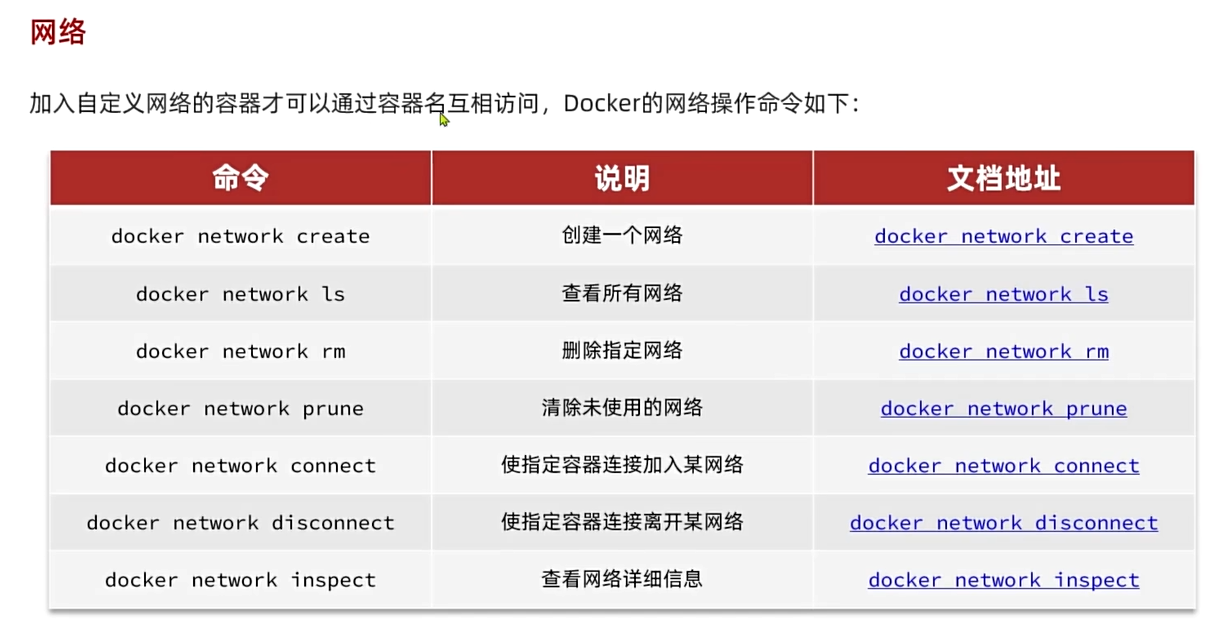 网络
加入自定义网络的容器才可以通过容器名互相访问，Docker的网络操作命令如下：
命令 说明 文档地址
docker network create 创建一个网络 docker network create
docker network ls 查看所有网络 docker network ls
docker network rm 删除指定网络 docker network rm
docker network prune 清除未使用的网络 docker network prune
docker network connect 使指定容器连接加入某网络 docker network connect
docker network disconnect 使指定容器连接离开某网络 docker network disconnect
docker network inspect 查看网络详细信息 docker network inspect